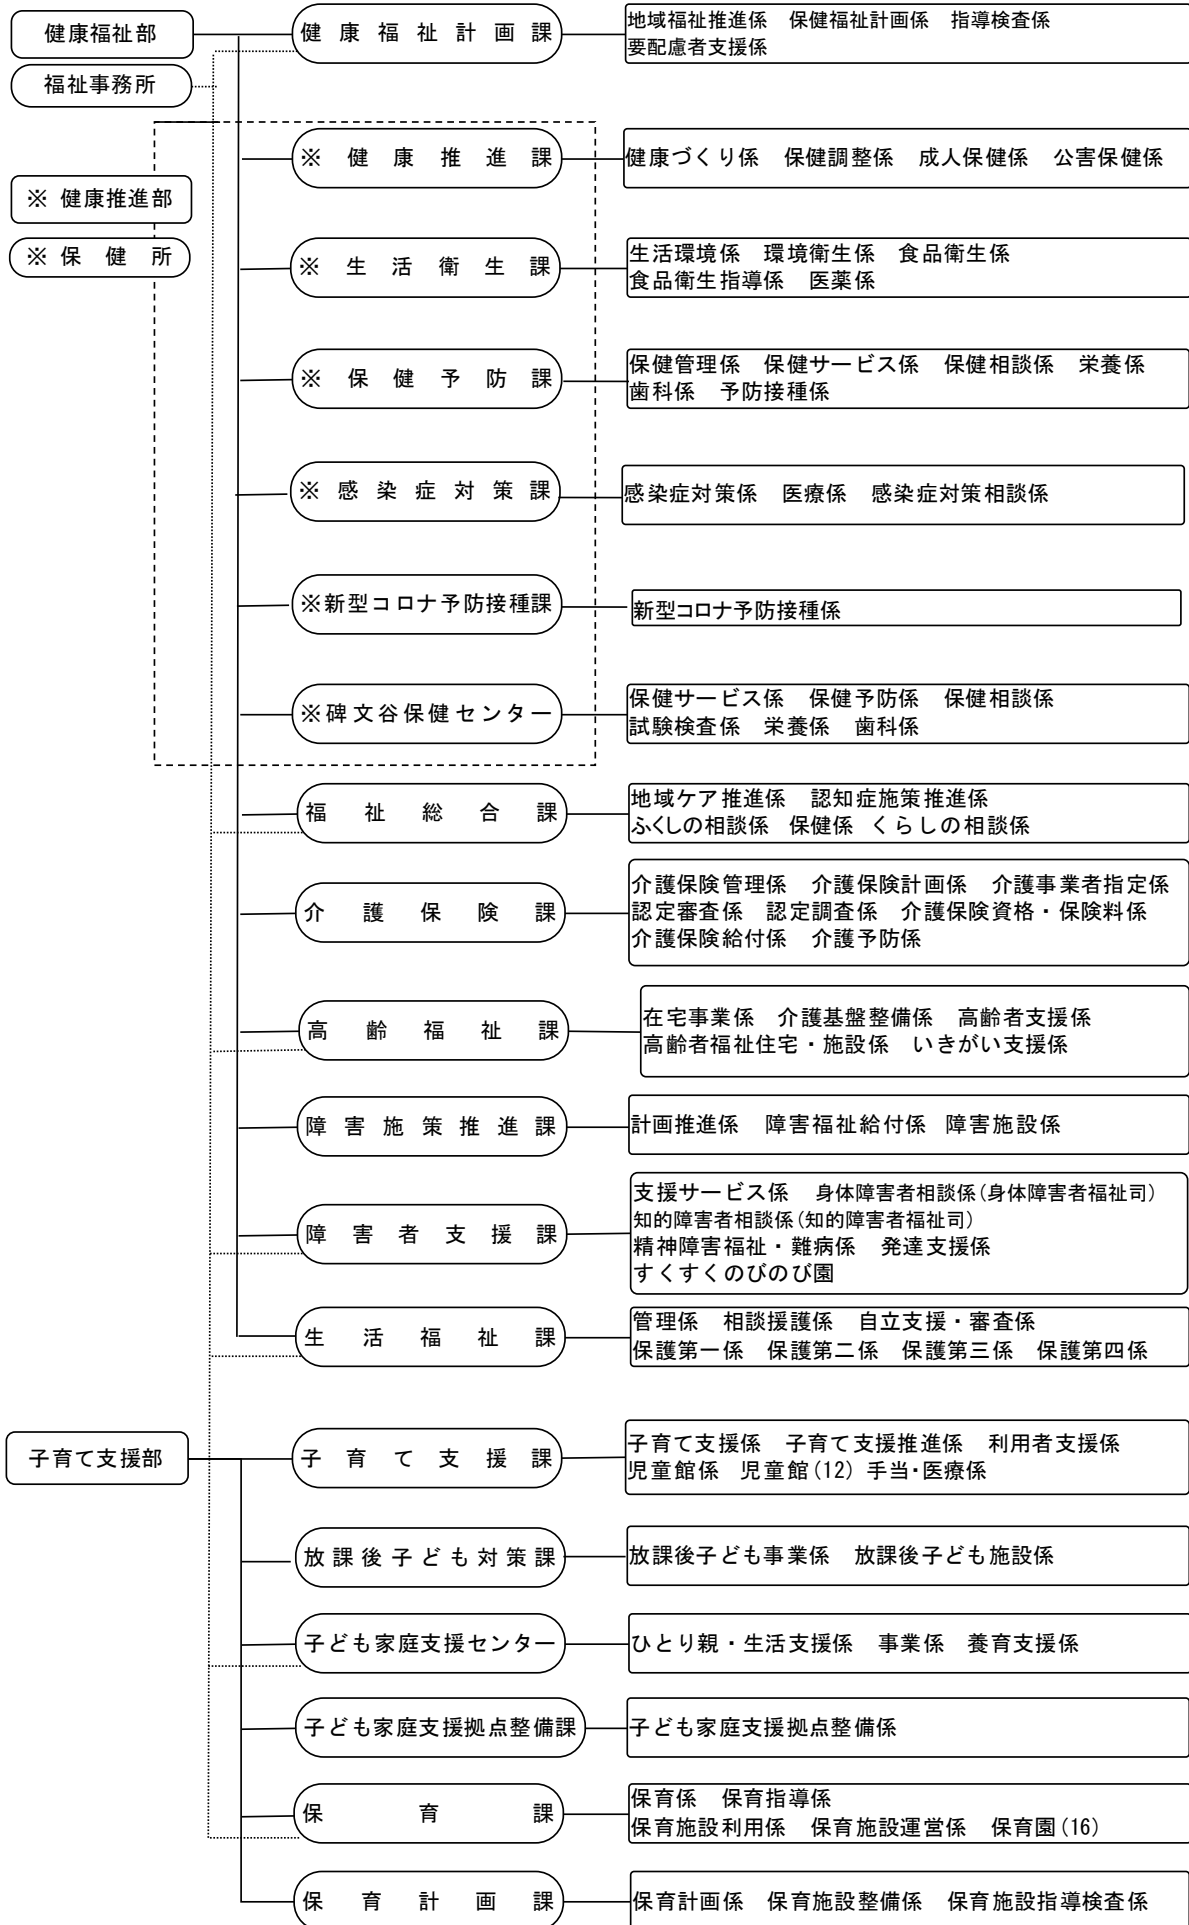 健康福祉部
健康福祉計画課
地域福祉推進係　保健福祉計画係　指導検査係
要配慮者支援係
福祉事務所
※健康推進課
健康づくり係　保健調整係　成人保健係　公害保健係
※ 健康推進部
※保健所
※生活衛生課
生活環境係　環境衛生係　食品衛生係
食品衛生指導係　医薬係
※保健予防課
保健管理係　保健サービス係　保健相談係　栄養係
歯科係　予防接種係
※感染症対策課
感染症対策係　医療係　感染症対策相談係
※新型コロナ予防接種課
新型コロナ予防接種係
※碑文谷保健センター
保健サービス係　保健予防係　保健相談係
試験検査係　栄養係　歯科係
福祉総合課
地域ケア推進係　認知症施策推進係
ふくしの相談係　保健係　くらしの相談係
介護保険課
介護保険管理係　介護保険計画係　介護事業者指定係
認定審査係　認定調査係　介護保険資格・保険料係
介護保険給付係　介護予防係
高齢福祉課
在宅事業係　介護基盤整備係　高齢者支援係
高齢者福祉住宅・施設係　いきがい支援係
障害施策推進課
計画推進係　障害福祉給付係　障害施設係
障害者支援課
支援サービス係　身体障害者相談係(身体障害者福祉司)
知的障害者相談係(知的障害者福祉司)
精神障害福祉・難病係　発達支援係
すくすくのびのび園
生活福祉課
管理係　相談援護係　自立支援・審査係
保護第一係　保護第二係　保護第三係　保護第四係
子育て支援部
子育て支援課
子育て支援係　子育て支援推進係　利用者支援係
児童館係　児童館(12) 手当・医療係
放課後子ども対策課
放課後子ども事業係　放課後子ども施設係
子ども家庭支援センター
ひとり親・生活支援係　事業係　養育支援係
子ども家庭支援拠点整備課
子ども家庭支援拠点整備係
保育課
保育係　保育指導係
保育施設利用係　保育施設運営係　保育園(16)
保育計画課
保育計画係　保育施設整備係　保育施設指導検査係